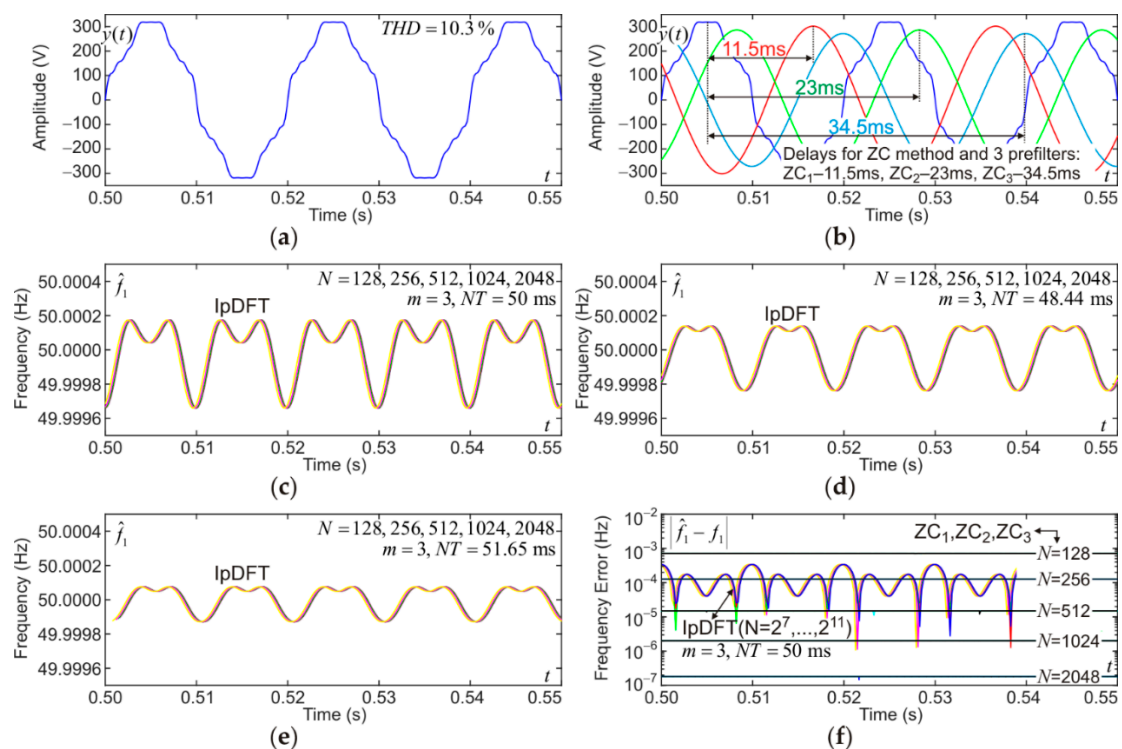 400
300
200
100
0
−100
−200
−300
Amplitude (V)
v(t)
THD = 10.3 %
t
0.50 0.51 0.52 0.53 0.54 0.55
Time (s)
(a)
400
300
200
100
0
−100
−200
−300
Amplitude (V)
v(t)
11.5ms
23ms
34.5ms
Delays for ZC method and 3 prefilters:
ZC1–11.5ms, ZC2–23ms, ZC3–34.5ms
t
0.50 0.51 0.52 0.53 0.54 0.55
Time (s)
(b)
50.0004
50.0002
50.0000
49.9998
49.9996
Frequency (Hz)
f̂1
N = 128, 256, 512, 1024, 2048
m = 3, NT = 50 ms
IpDFT
t
0.50 0.51 0.52 0.53 0.54 0.55
Time (s)
(c)
50.0004
50.0002
50.0000
49.9998
49.9996
Frequency (Hz)
f̂1
N = 128, 256, 512, 1024, 2048
m = 3, NT = 48.44 ms
IpDFT
t
0.50 0.51 0.52 0.53 0.54 0.55
Time (s)
(d)
50.0004
50.0002
50.0000
49.9998
49.9996
Frequency (Hz)
f̂1
N = 128, 256, 512, 1024, 2048
m = 3, NT = 51.65 ms
IpDFT
t
0.50 0.51 0.52 0.53 0.54 0.55
Time (s)
(e)
10−2
10−3
10−4
10−5
10−6
10−7
Frequency Error (Hz)
|f̂1 − f1|
ZC1,ZC2,ZC3
N=128
N=256
N=512
N=1024
N=2048
IpDFT(N=27,...,211)
m = 3, NT = 50 ms
t
0.50 0.51 0.52 0.53 0.54 0.55
Time (s)
(f)